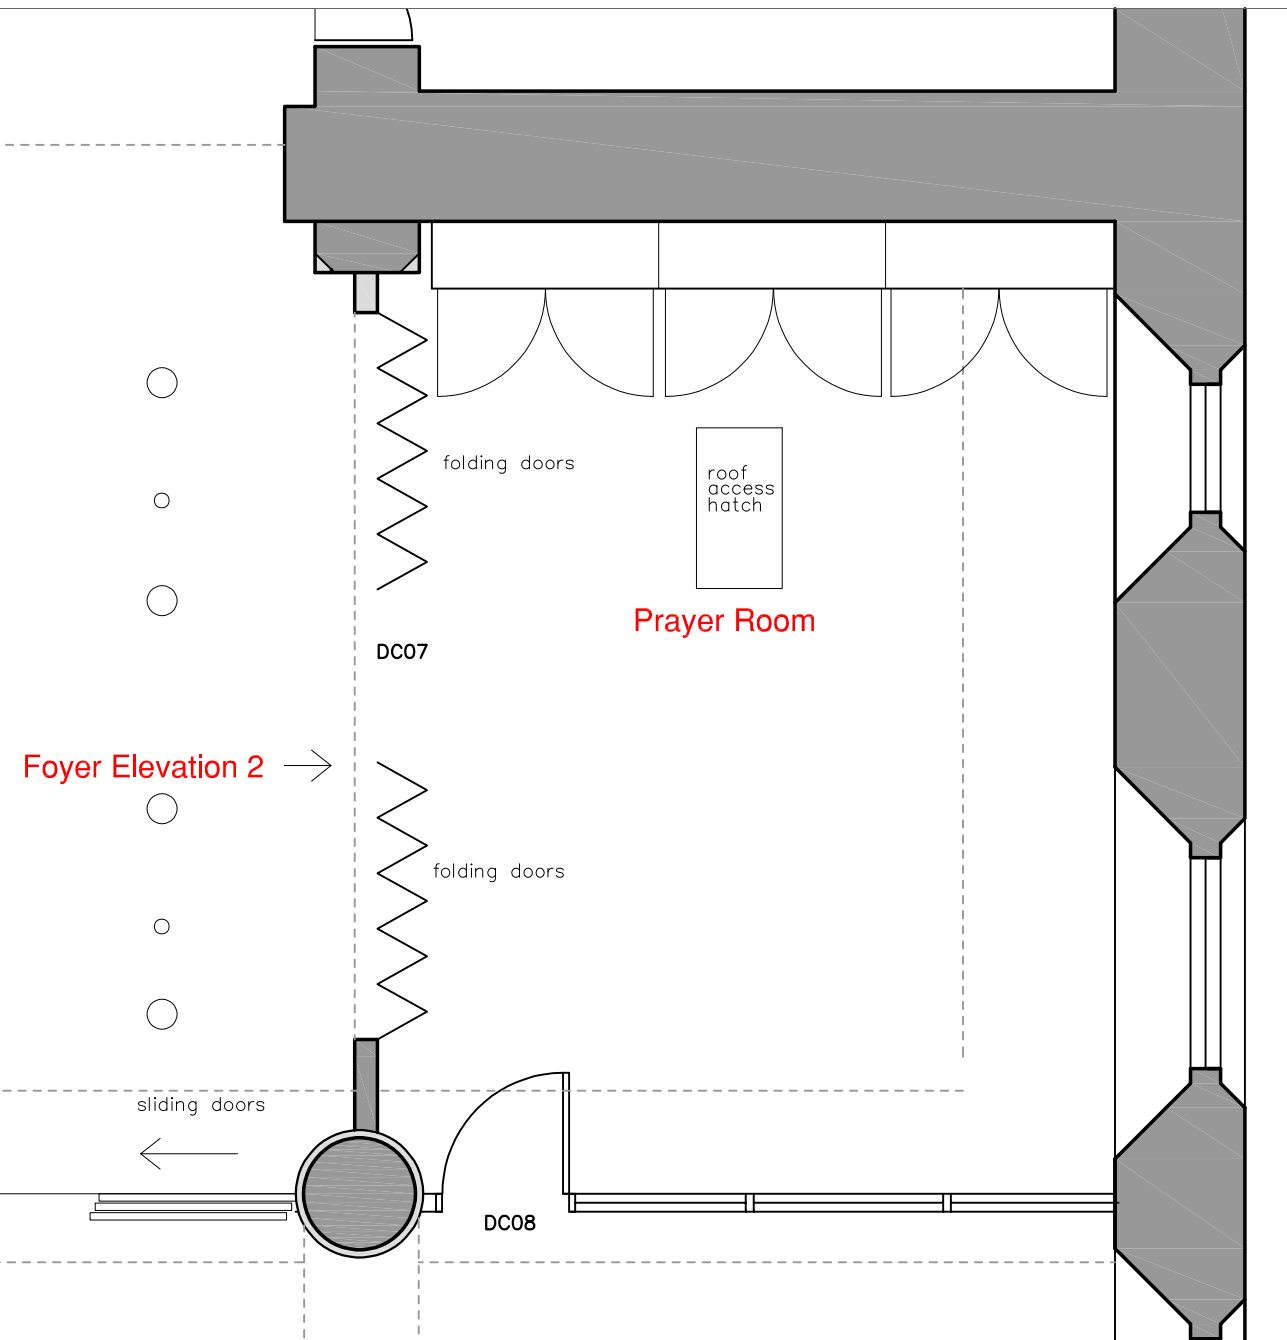 folding doors
roof
access
hatch
Prayer Room
DC07
Foyer Elevation 2
folding doors
sliding doors
DC08